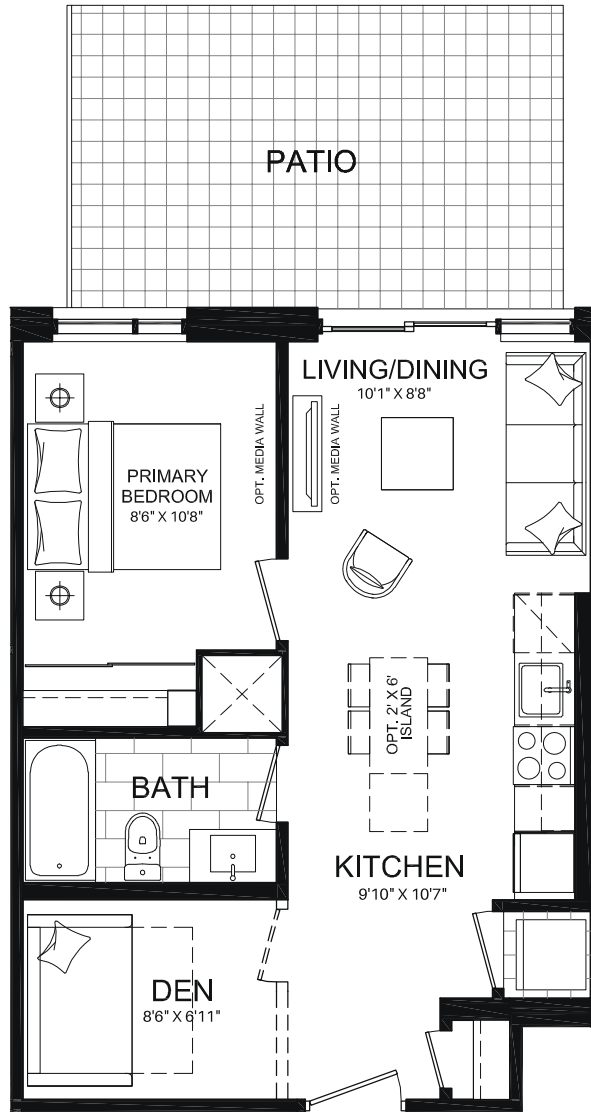 PATIO
LIVING/DINING
10'1" X 8'8"
OPT. MEDIA WALL
OPT. MEDIA WALL
PRIMARY
BEDROOM
8'6" X 10'8"
OPT. 2' X 6'
ISLAND
BATH
KITCHEN
9'10" X 10'7"
DEN
8'6" X 6'11"